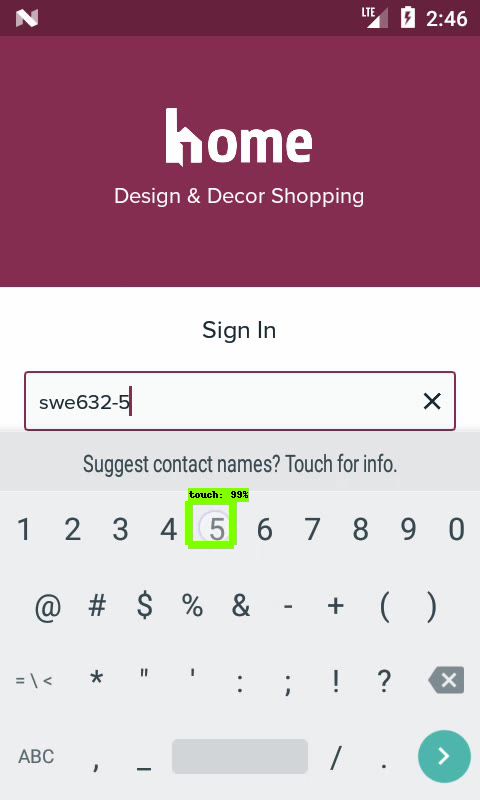 LTE 2:46
home
Design & Decor Shopping
Sign In
swe632-5
Suggest contact names? Touch for info.
touch: 99%
1 2 3 4 5 6 7 8 9 0
@ # $ % & - + ( )
= \ < * " ' : ; ! ?
ABC , _ / .